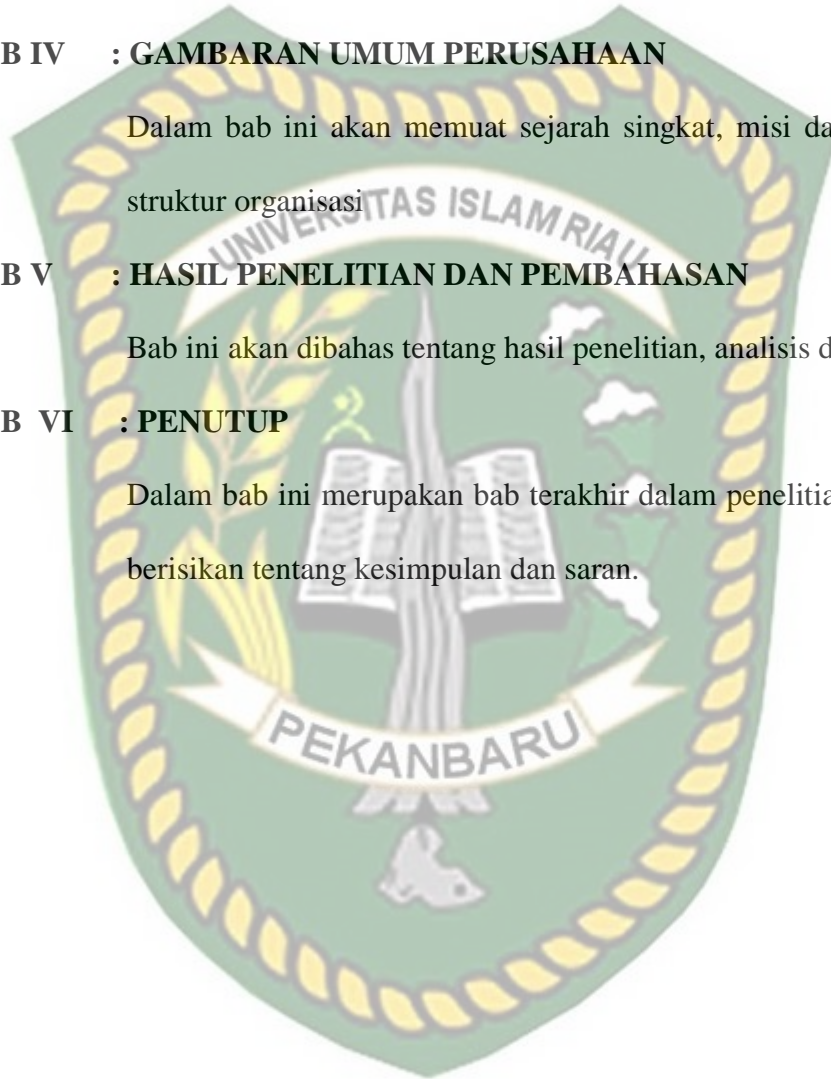 B IV : GAMBARAN UMUM PERUSAHAAN
Dalam bab ini akan memuat sejarah singkat, misi da
struktur organisasi
UNIVERSITAS ISLAM RIAU
B V : HASIL PENELITIAN DAN PEMBAHASAN
Bab ini akan dibahas tentang hasil penelitian, analisis d
B VI : PENUTUP
Dalam bab ini merupakan bab terakhir dalam penelitia
berisikan tentang kesimpulan dan saran.
PEKANBARU